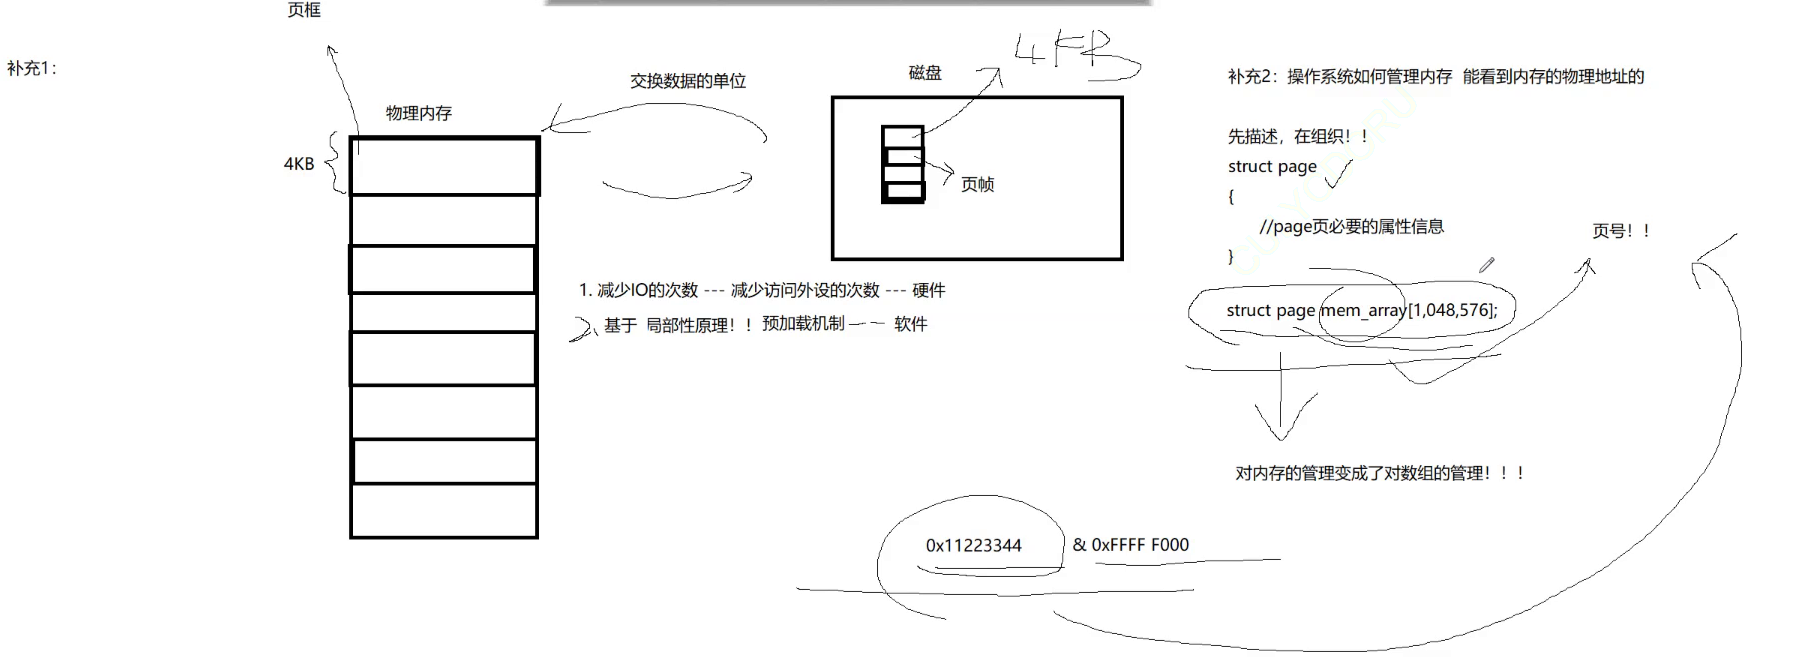 页框
补充1：
物理内存
4KB
交换数据的单位
磁盘
4KB
页帧
1. 减少IO的次数 --- 减少访问外设的次数 --- 硬件
2、基于 局部性原理！！ 预加载机制 —— 软件
补充2：操作系统如何管理内存 能看到内存的物理地址的
先描述，在组织！！
struct page
{
//page页必要的属性信息
}
页号！！
struct page mem_array[1,048,576];
对内存的管理变成了对数组的管理！！！
0x11223344 & 0xFFFF F000